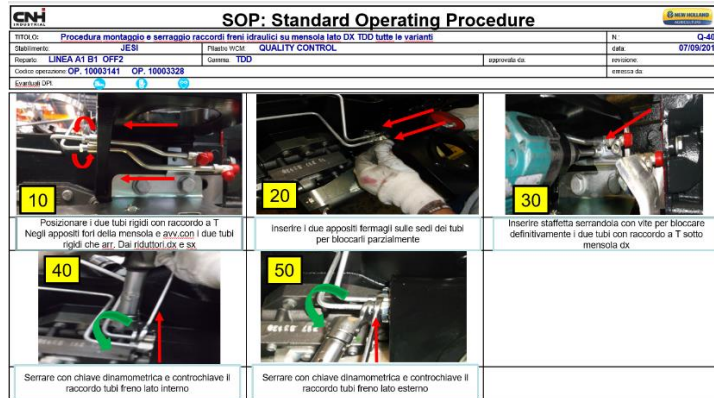 CNH
INDUSTRIAL
SOP: Standard Operating Procedure
NEW HOLLAND
TITOLO: Procedura montaggio e serraggio raccordi freni idraulici su mensola lato DX TDD tutte le varianti
N.: Q-40
Stabilimento: JESI Pilastro WCM: QUALITY CONTROL data: 07/09/201
Reparto: LINEA A1 B1 OFF2 Gamma: TDD approvata da revisione:
Codice operazione OP. 10003141 OP. 10003328 emessa da
Eventuali DPI:
10
20
30
Posizionare i due tubi rigidi con raccordo a T
Negli appositi fori della mensola e avv.con i due tubi
rigidi che arr. Dai riduttori.dx e sx
Inserire i due appositi fermagli sulle sedi dei tubi
per bloccarli parzialmente
Inserire staffetta serrandola con vite per bloccare
definitivamente i due tubi con raccordo a T sotto
mensola dx
40
50
Serrare con chiave dinamometrica e controchiave il
raccordo tubi freno lato interno
Serrare con chiave dinamometrica e controchiave il
raccordo tubi freno lato esterno